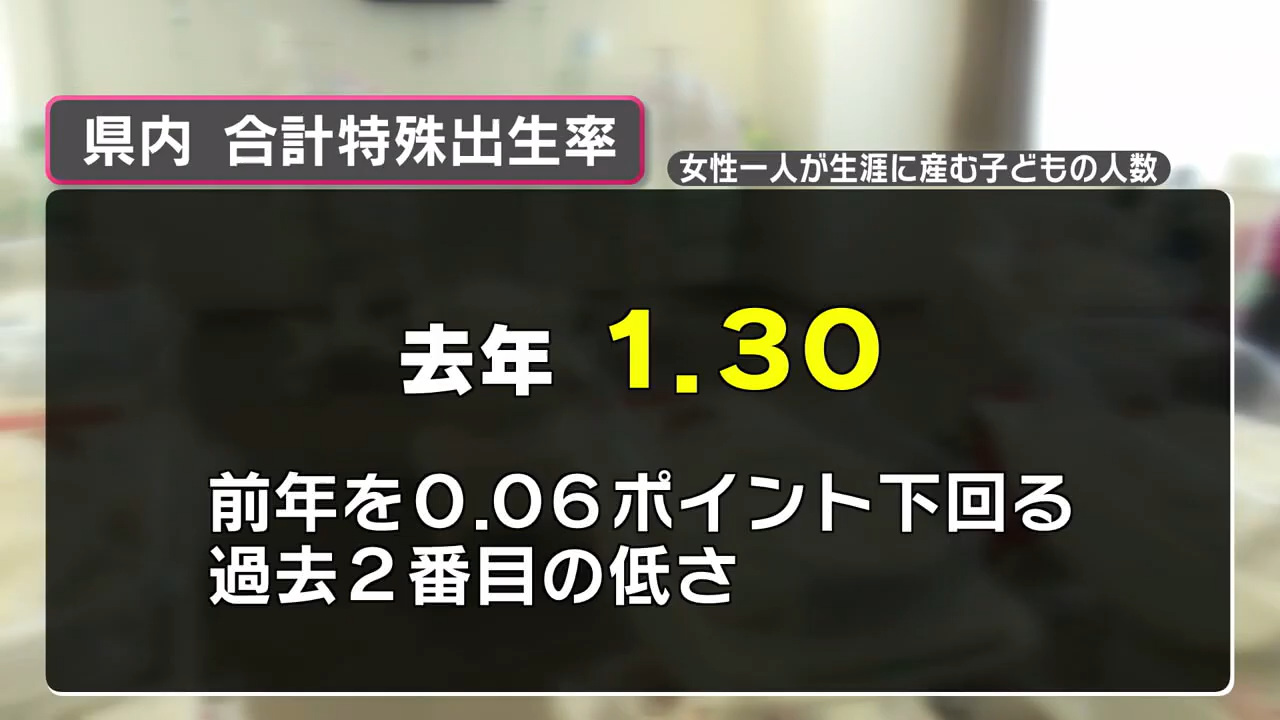 県内 合計特殊出生率
女性一人が生涯に産む子どもの人数
去年 1.30
前年を0.06ポイント下回る
過去2番目の低さ